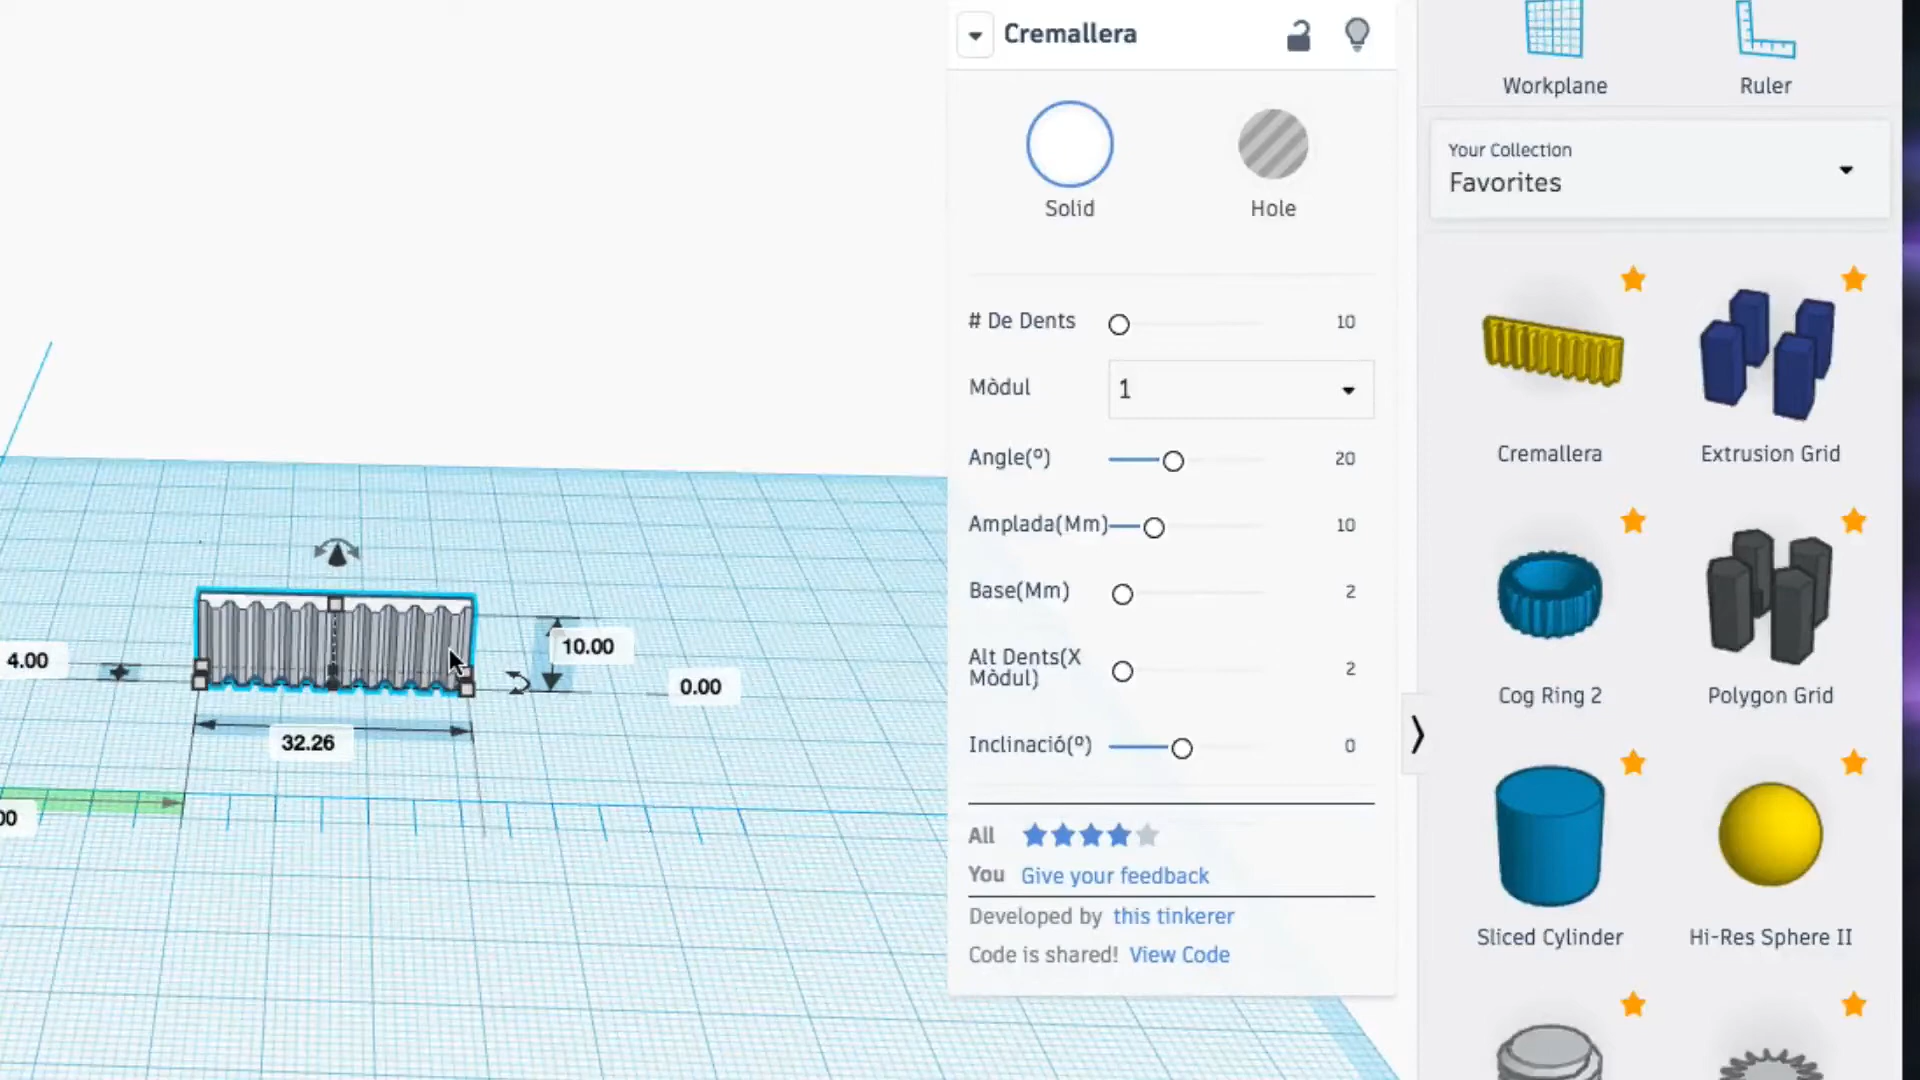 Cremallera
Solid
Hole
# De Dents
10
Mòdul
1
Angle(º)
20
Amplada(Mm)
10
Base(Mm)
2
Alt Dents(X
Mòdul)
2
Inclinació(º)
0
All
You Give your feedback
Developed by this tinkerer
Code is shared! View Code
Workplane
Ruler
Your Collection
Favorites
Cremallera
Extrusion Grid
Cog Ring 2
Polygon Grid
Sliced Cylinder
Hi-Res Sphere II
4.00
10.00
0.00
32.26
00